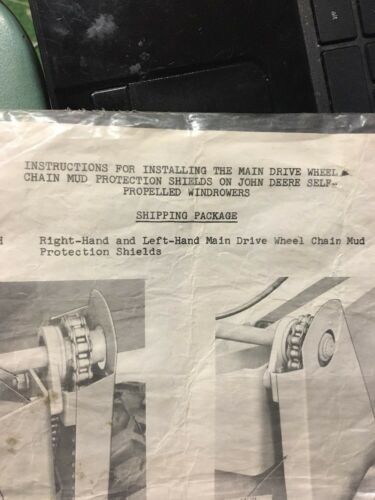 INSTRUCTIONS FOR INSTALLING THE MAIN DRIVE WHEEL
CHAIN MUD PROTECTION SHIELDS ON JOHN DEERE SELF-
PROPELLED WINDROWERS
SHIPPING PACKAGE
H Right-Hand and Left-Hand Main Drive Wheel Chain Mud
Protection Shields